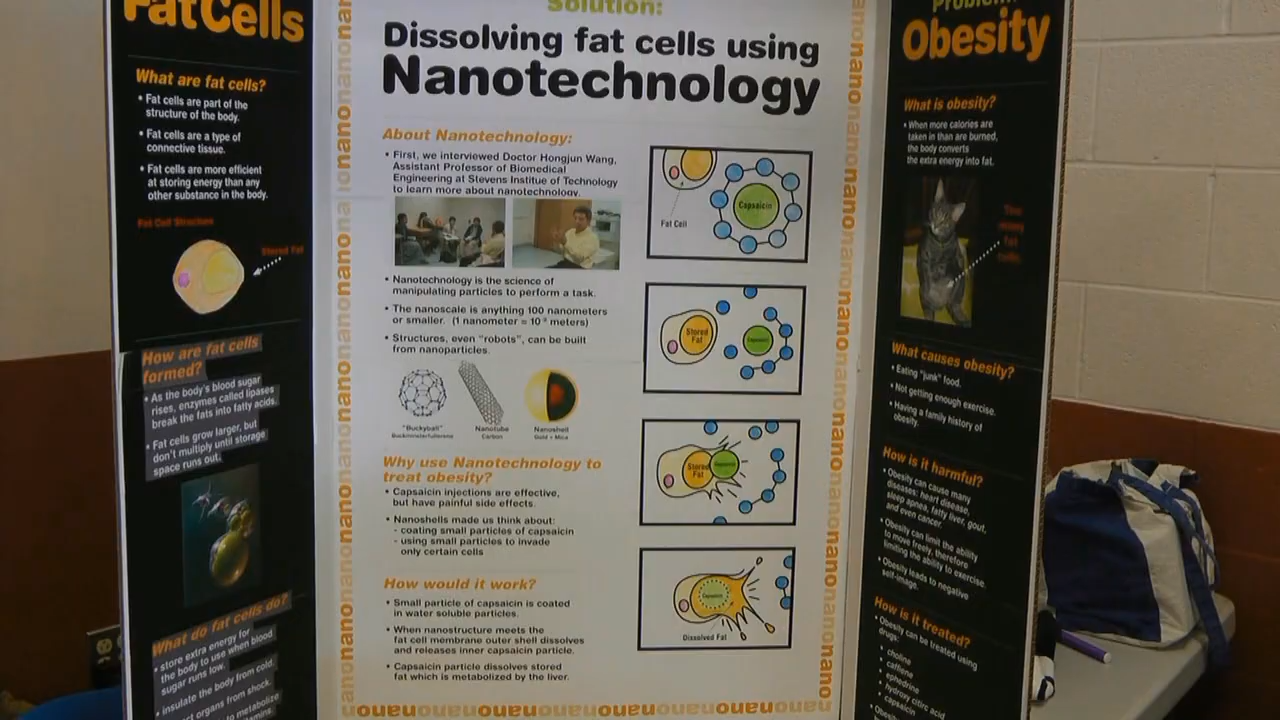 Fat Cells
What are fat cells?
• Fat cells are part of the
structure of the body.
• Fat cells are a type of
connective tissue.
• Fat cells are more efficient
at storing energy than any
other substance in the body.
Fat Cell Structure
Stored Fat
How are fat cells
formed?
• As the body's blood sugar
rises, enzymes called lipases
break the fats into fatty acids.
• Fat cells grow larger, but
don't multiply until storage
space runs out.
What do fat cells do?
• store extra energy for
the body to use when blood
sugar runs low.
• insulate the body from cold.
organs from shock.
to metabolize
Solution:
Dissolving fat cells using
Nanotechnology
About Nanotechnology:
• First, we interviewed Doctor Hongjun Wang,
Assistant Professor of Biomedical
Engineering at Stevens Institue of Technology
to learn more about nanotechnology.
• Nanotechnology is the science of
manipulating particles to perform a task.
• The nanoscale is anything 100 nanometers
or smaller. (1 nanometer = 10⁻⁹ meters)
• Structures, even "robots", can be built
from nanoparticles.
"Buckyball"
Buckminsterfullerene
Nanotube
Carbon
Nanoshell
Gold + Mica
Why use Nanotechnology to
treat obesity?
• Capsaicin injections are effective,
but have painful side effects.
• Nanoshells made us think about:
- coating small particles of capsaicin
- using small particles to invade
only certain cells
How would it work?
• Small particle of capsaicin is coated
in water soluble particles.
• When nanostructure meets the
fat cell membrane outer shell dissolves
and releases inner capsaicin particle.
• Capsaicin particle dissolves stored
fat which is metabolized by the liver.
Fat Cell
Capsaicin
Stored
Fat
Capsaicin
Stored
Fat
Capsaicin
Capsaicin
Dissolved Fat
nanonanonanonanonanonanonanonano
nanonanonanonanonanonanonanonano
nanonanonanonanonanonanonanonano
Problem:
Obesity
What is obesity?
• When more calories are
taken in than are burned,
the body converts
the extra energy into fat.
What causes obesity?
• Eating "junk" food.
• Not getting enough exercise.
• Having a family history of
obesity.
How is it harmful?
• Obesity can cause many
diseases: heart disease,
sleep apnea, fatty liver, gout,
and even cancer.
• Obesity can limit the ability
to move freely, therefore
limiting the ability to exercise.
• Obesity leads to negative
self-image.
How is it treated?
• Obesity can be treated using
drugs:
• choline
• caffeine
• ephedrine
• hydroxy citric acid
• capsaicin